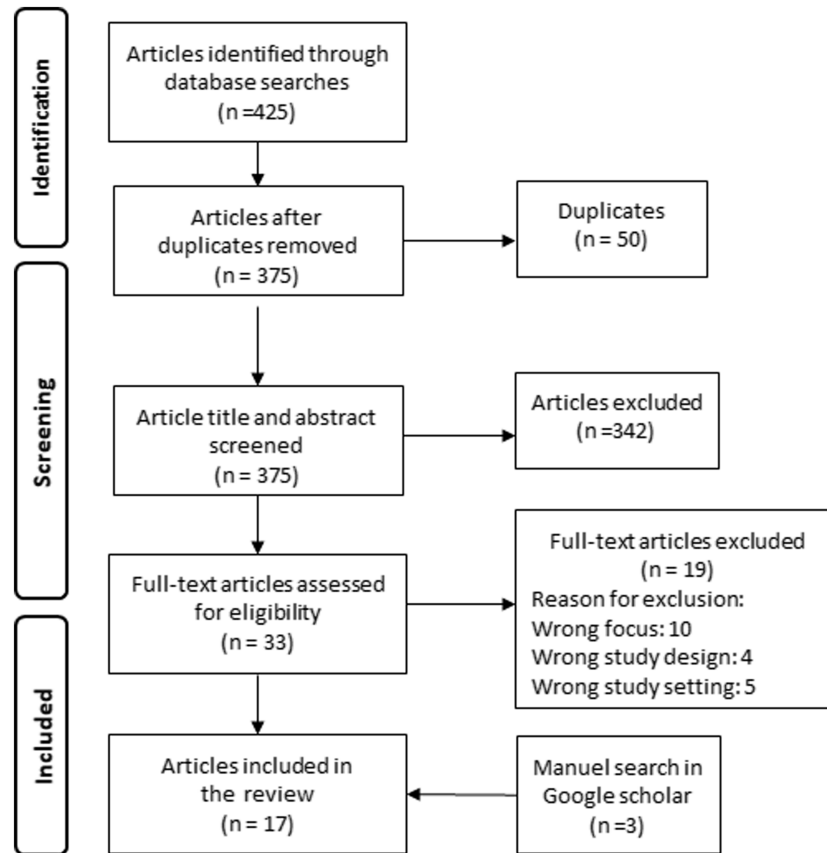 Identification
Articles identified through
database searches
(n =425)
Articles after
duplicates removed
(n = 375)
Duplicates
(n = 50)
Screening
Article title and abstract
screened
(n = 375)
Articles excluded
(n =342)
Full-text articles assessed
for eligibility
(n = 33)
Full-text articles excluded
(n = 19)
Reason for exclusion:
Wrong focus: 10
Wrong study design: 4
Wrong study setting: 5
Included
Articles included in
the review
(n = 17)
Manuel search in
Google scholar
(n =3)